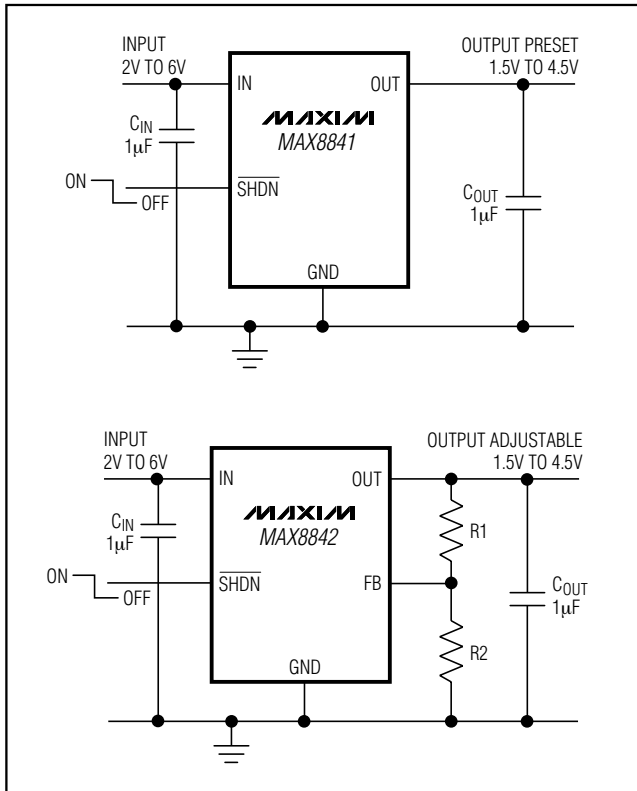 INPUT
2V TO 6V
OUTPUT PRESET
1.5V TO 4.5V
IN
OUT
MAXIM
MAX8841
CIN
1µF
ON
OFF
SHDN
COUT
1µF
GND
INPUT
2V TO 6V
OUTPUT ADJUSTABLE
1.5V TO 4.5V
IN
OUT
MAXIM
MAX8842
CIN
1µF
R1
ON
OFF
SHDN
FB
COUT
1µF
R2
GND